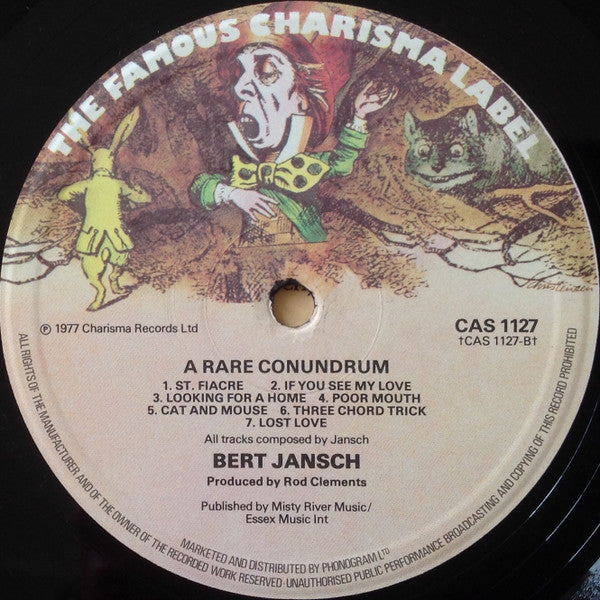 THE FAMOUS CHARISMA LABEL
℗ 1977 Charisma Records Ltd
CAS 1127
†CAS 1127-B†
A RARE CONUNDRUM
1. ST. FIACRE 2. IF YOU SEE MY LOVE
3. LOOKING FOR A HOME 4. POOR MOUTH
5. CAT AND MOUSE 6. THREE CHORD TRICK
7. LOST LOVE
All tracks composed by Jansch
BERT JANSCH
Produced by Rod Clements
Published by Misty River Music/
Essex Music Int
MARKETED AND DISTRIBUTED BY PHONOGRAM LTD
ALL RIGHTS OF THE MANUFACTURER AND OF THE OWNER OF THE RECORDED WORK RESERVED·UNAUTHORISED PUBLIC PERFORMANCE BROADCASTING AND COPYING OF THIS RECORD PROHIBITED